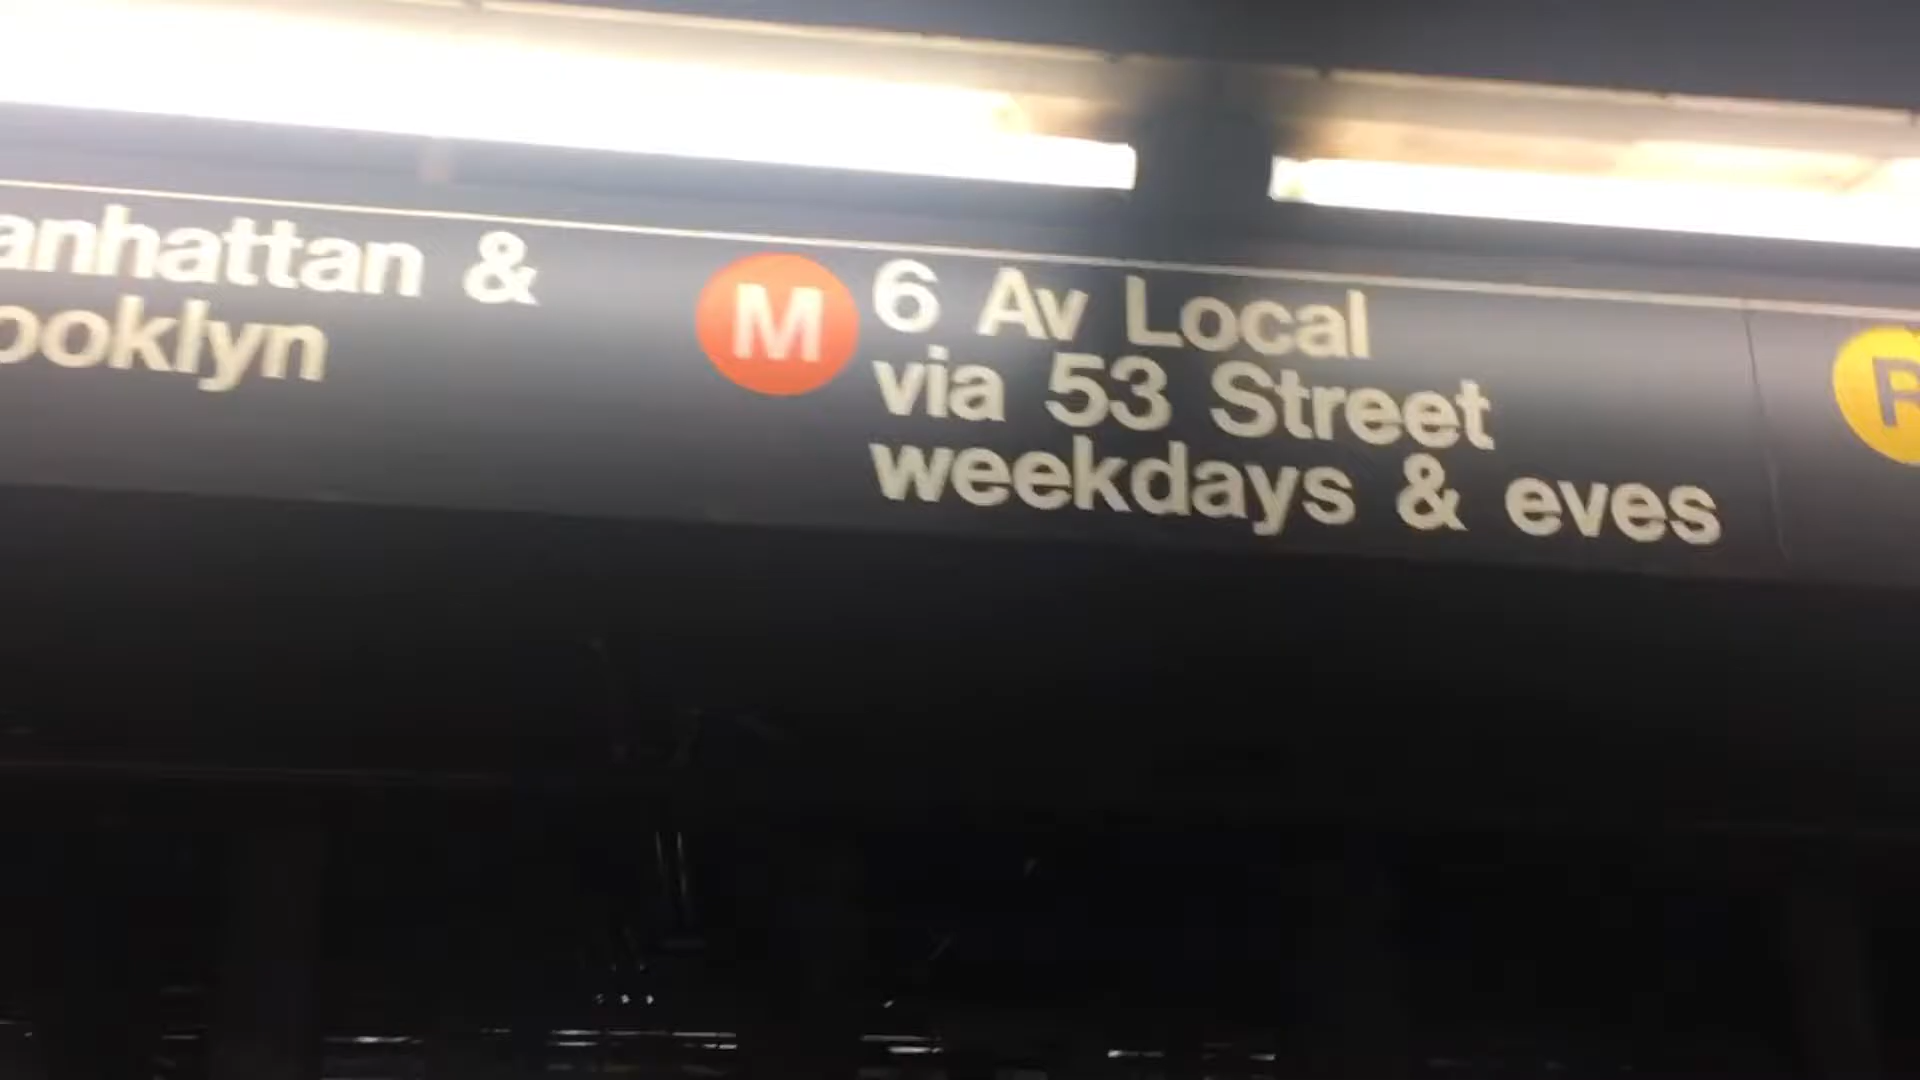 anhattan &
ooklyn
M
6 Av Local
via 53 Street
weekdays & eves
R